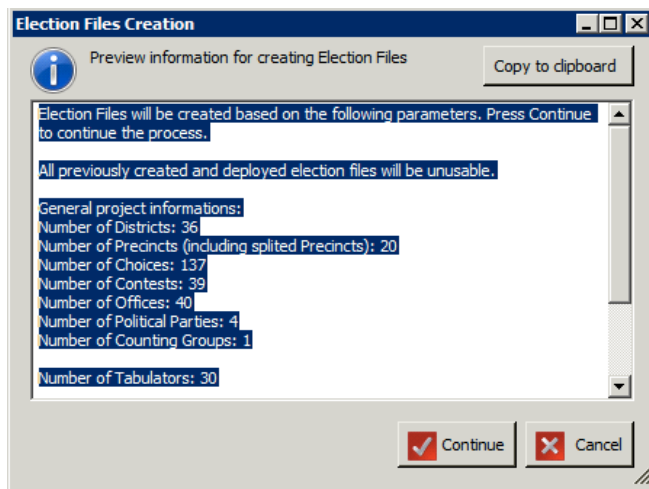 Election Files Creation
Preview information for creating Election Files
Copy to clipboard
Election Files will be created based on the following parameters. Press Continue
to continue the process.
All previously created and deployed election files will be unusable.
General project informations:
Number of Districts: 36
Number of Precincts (including splited Precincts): 20
Number of Choices: 137
Number of Contests: 39
Number of Offices: 40
Number of Political Parties: 4
Number of Counting Groups: 1
Number of Tabulators: 30
Continue
Cancel